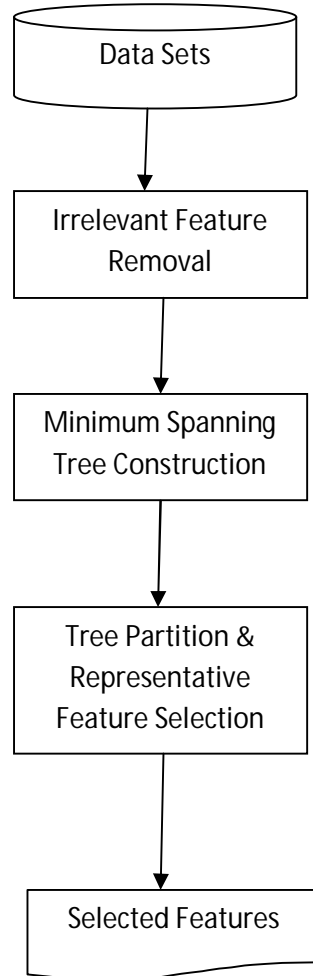 Data Sets
Irrelevant Feature
Removal
Minimum Spanning
Tree Construction
Tree Partition &
Representative
Feature Selection
Selected Features